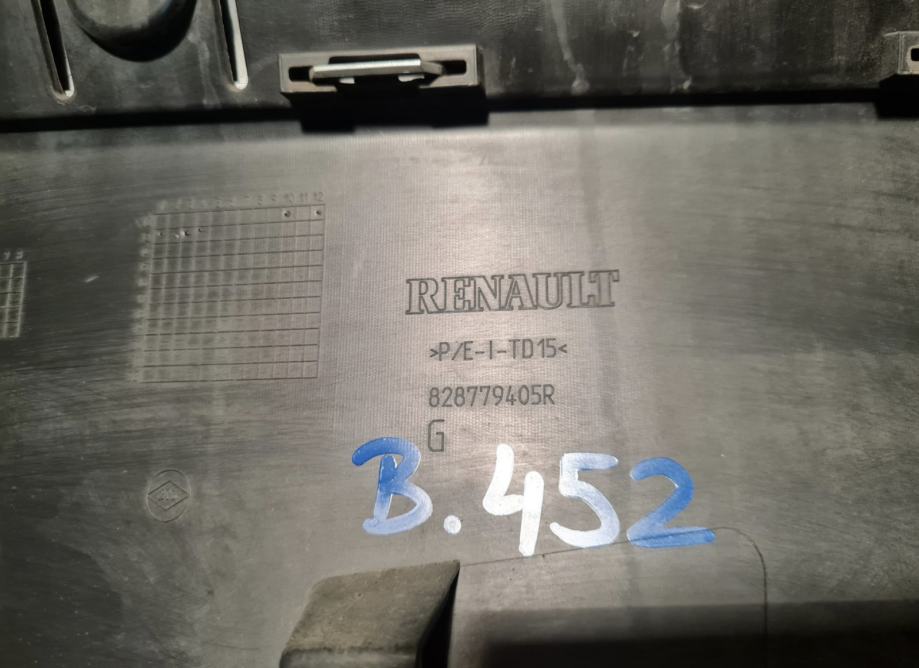 RENAULT
>P/E-I-TD15<
828779405R
G
B.452